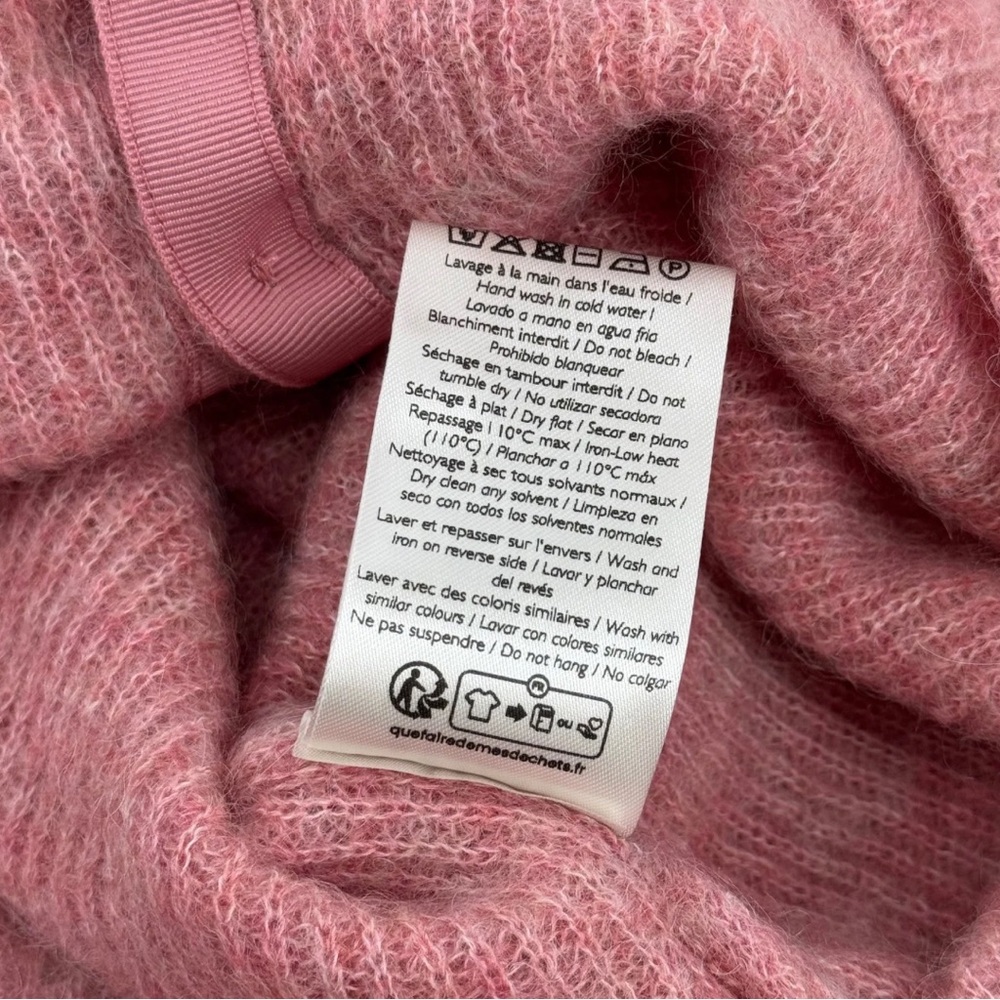 P
Lavage à la main dans l'eau froide /
Hand wash in cold water /
Lavado a mano en agua fria
Blanchiment interdit / Do not bleach /
Prohibido blanquear
Séchage en tambour interdit / Do not
tumble dry / No utilizar secadora
Séchage à plat / Dry flat / Secar en plano
Repassage 110°C max / Iron-Low heat
(110°C) / Planchar a 110°C máx
Nettoyage à sec tous solvants normaux /
Dry clean any solvent / Limpieza en
seco con todos los solventes normales
Laver et repasser sur l'envers / Wash and
iron on reverse side / Lavar y planchar
del revés
Laver avec des coloris similaires / Wash with
similar colours / Lavar con colores similares
Ne pas suspendre / Do not hang / No colgar
FR
ou
quefairedemesdechets.fr